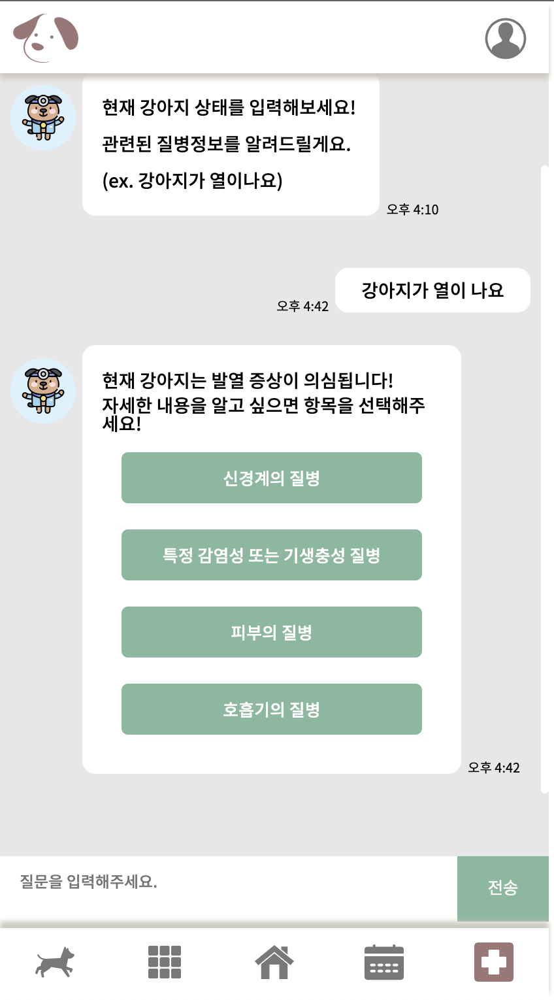 현재 강아지 상태를 입력해보세요!
관련된 질병정보를 알려드릴게요.
(ex. 강아지가 열이나요)
오후 4:10
강아지가 열이 나요
오후 4:42
현재 강아지는 발열 증상이 의심됩니다!
자세한 내용을 알고 싶으면 항목을 선택해주
세요!
신경계의 질병
특정 감염성 또는 기생충성 질병
피부의 질병
호흡기의 질병
오후 4:42
질문을 입력해주세요.
전송